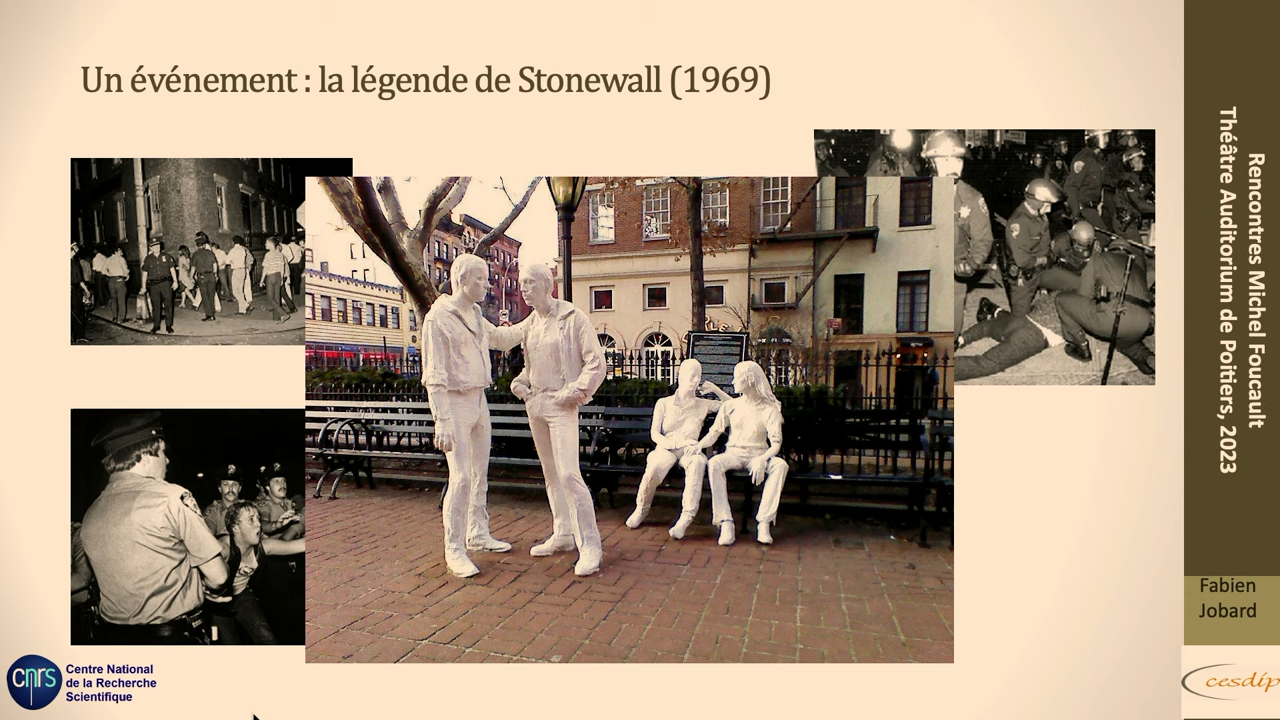 Un événement : la légende de Stonewall (1969)
Rencontres Michel Foucault
Théâtre Auditorium de Poitiers, 2023
Fabien
Jobard
cnrs
Centre National
de la Recherche
Scientifique
cesdip